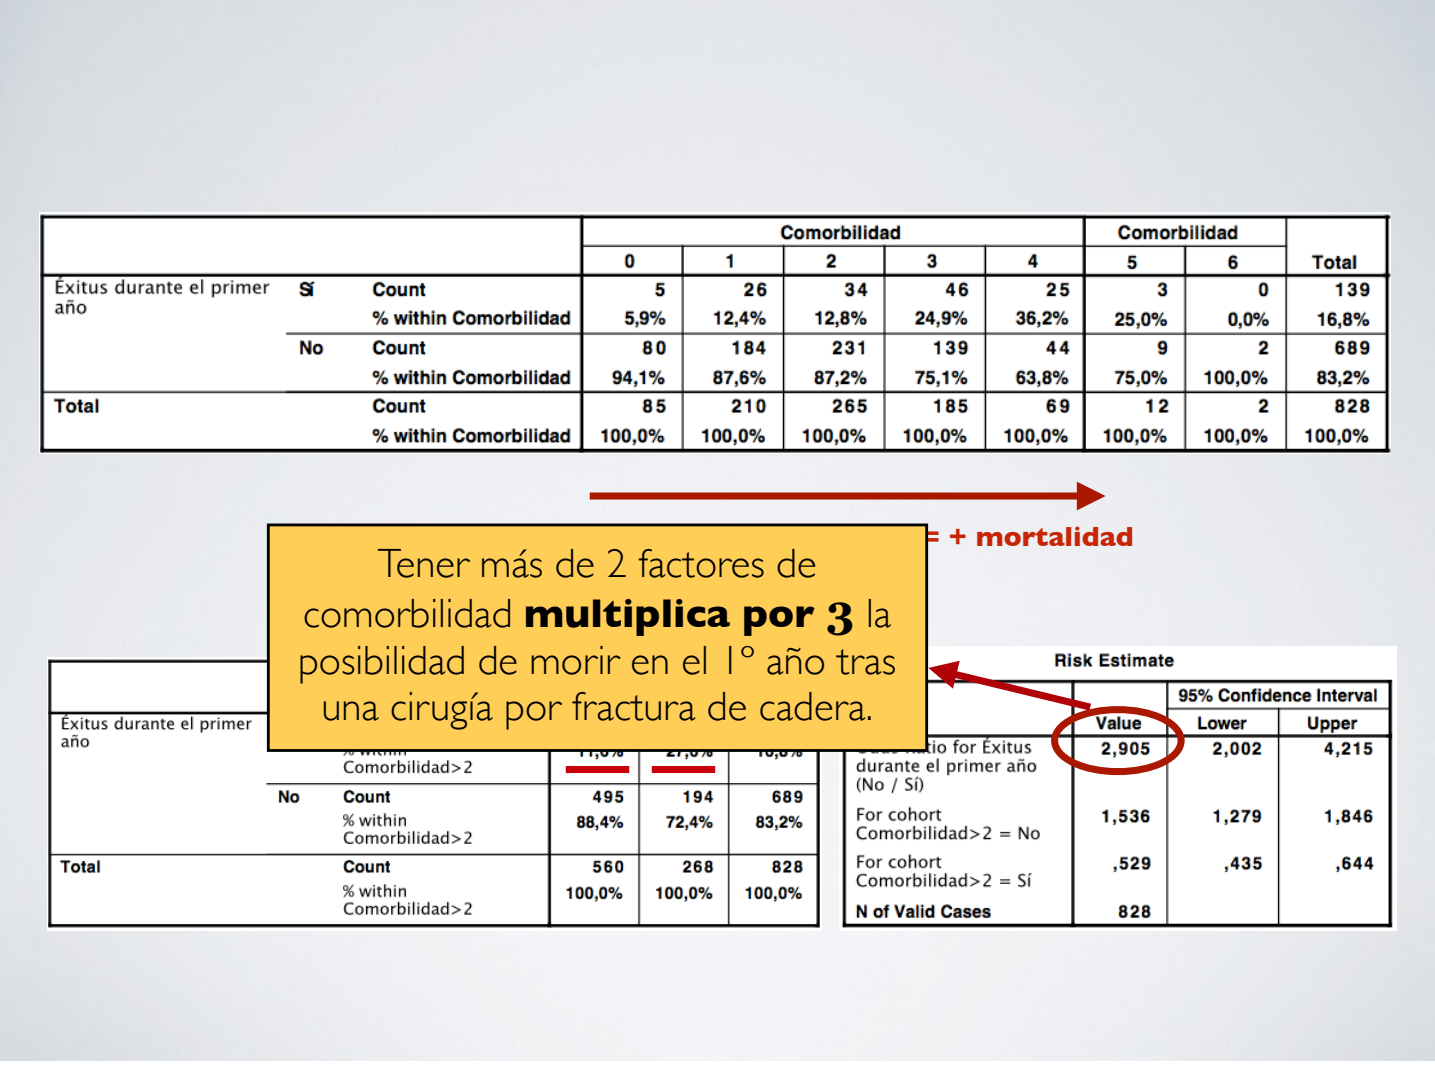 Comorbilidad Comorbilidad
0 1 2 3 4 5 6 Total
Éxitus durante el primer Sí Count 5 26 34 46 25 3 0 139
año
% within Comorbilidad 5,9% 12,4% 12,8% 24,9% 36,2% 25,0% 0,0% 16,8%
No Count 80 184 231 139 44 9 2 689
% within Comorbilidad 94,1% 87,6% 87,2% 75,1% 63,8% 75,0% 100,0% 83,2%
Total Count 85 210 265 185 69 12 2 828
% within Comorbilidad 100,0% 100,0% 100,0% 100,0% 100,0% 100,0% 100,0% 100,0%
= + mortalidad
Tener más de 2 factores de
comorbilidad multiplica por 3 la
posibilidad de morir en el 1º año tras
una cirugía por fractura de cadera.
Éxitus durante el primer
año
% within
Comorbilidad>2
No Count 495 194 689
% within 88,4% 72,4% 83,2%
Comorbilidad>2
Total Count 560 268 828
% within 100,0% 100,0% 100,0%
Comorbilidad>2
Risk Estimate
95% Confidence Interval
Value Lower Upper
Odds Ratio for Éxitus 2,905 2,002 4,215
durante el primer año
(No / Sí)
For cohort 1,536 1,279 1,846
Comorbilidad>2 = No
For cohort ,529 ,435 ,644
Comorbilidad>2 = Sí
N of Valid Cases 828